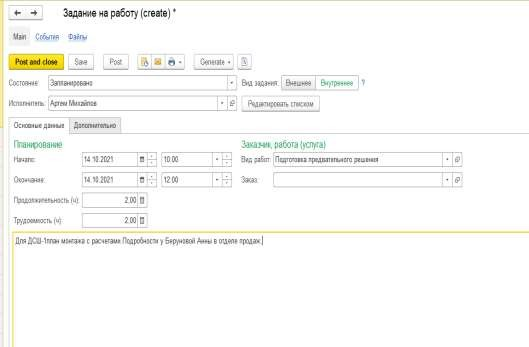 Задание на работу (create) *
Main События Файлы
Post and close Save Post Generate
Состояние: Запланировано Вид задания: Внешнее Внутреннее ?
Исполнитель: Артем Михайлов Редактировать списком
Основные данные Дополнительно
Планирование Заказчик, работа (услуга)
Начало: 14.10.2021 10:00 Вид работ: Подготовка предватель­ного решения
Окончание: 14.10.2021 12:00 Заказ:
Продолжительность (ч): 2,00
Трудоемкость (ч): 2,00
Для ДСШ-1план монтажа с расчетами.Подробности у Беруновой Анны в отделе продаж.